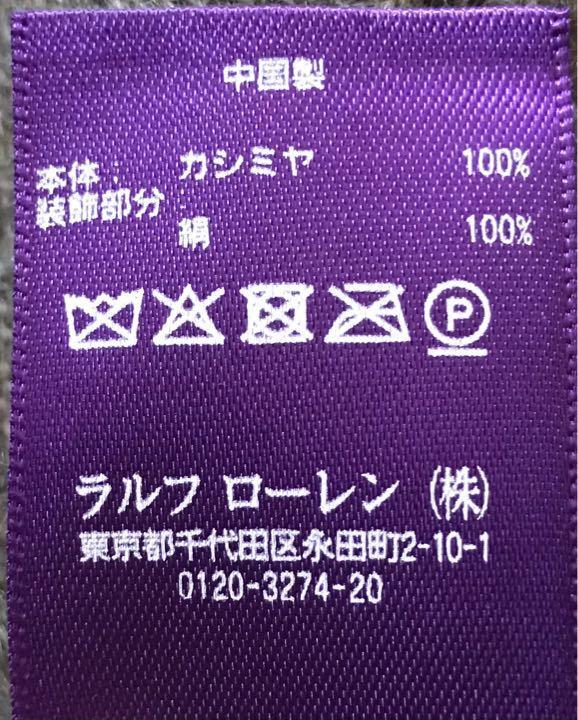 中国製
本体: カシミヤ 100%
装飾部分:
絹 100%
P
ラルフ ローレン (株)
東京都千代田区永田町2-10-1
0120-3274-20